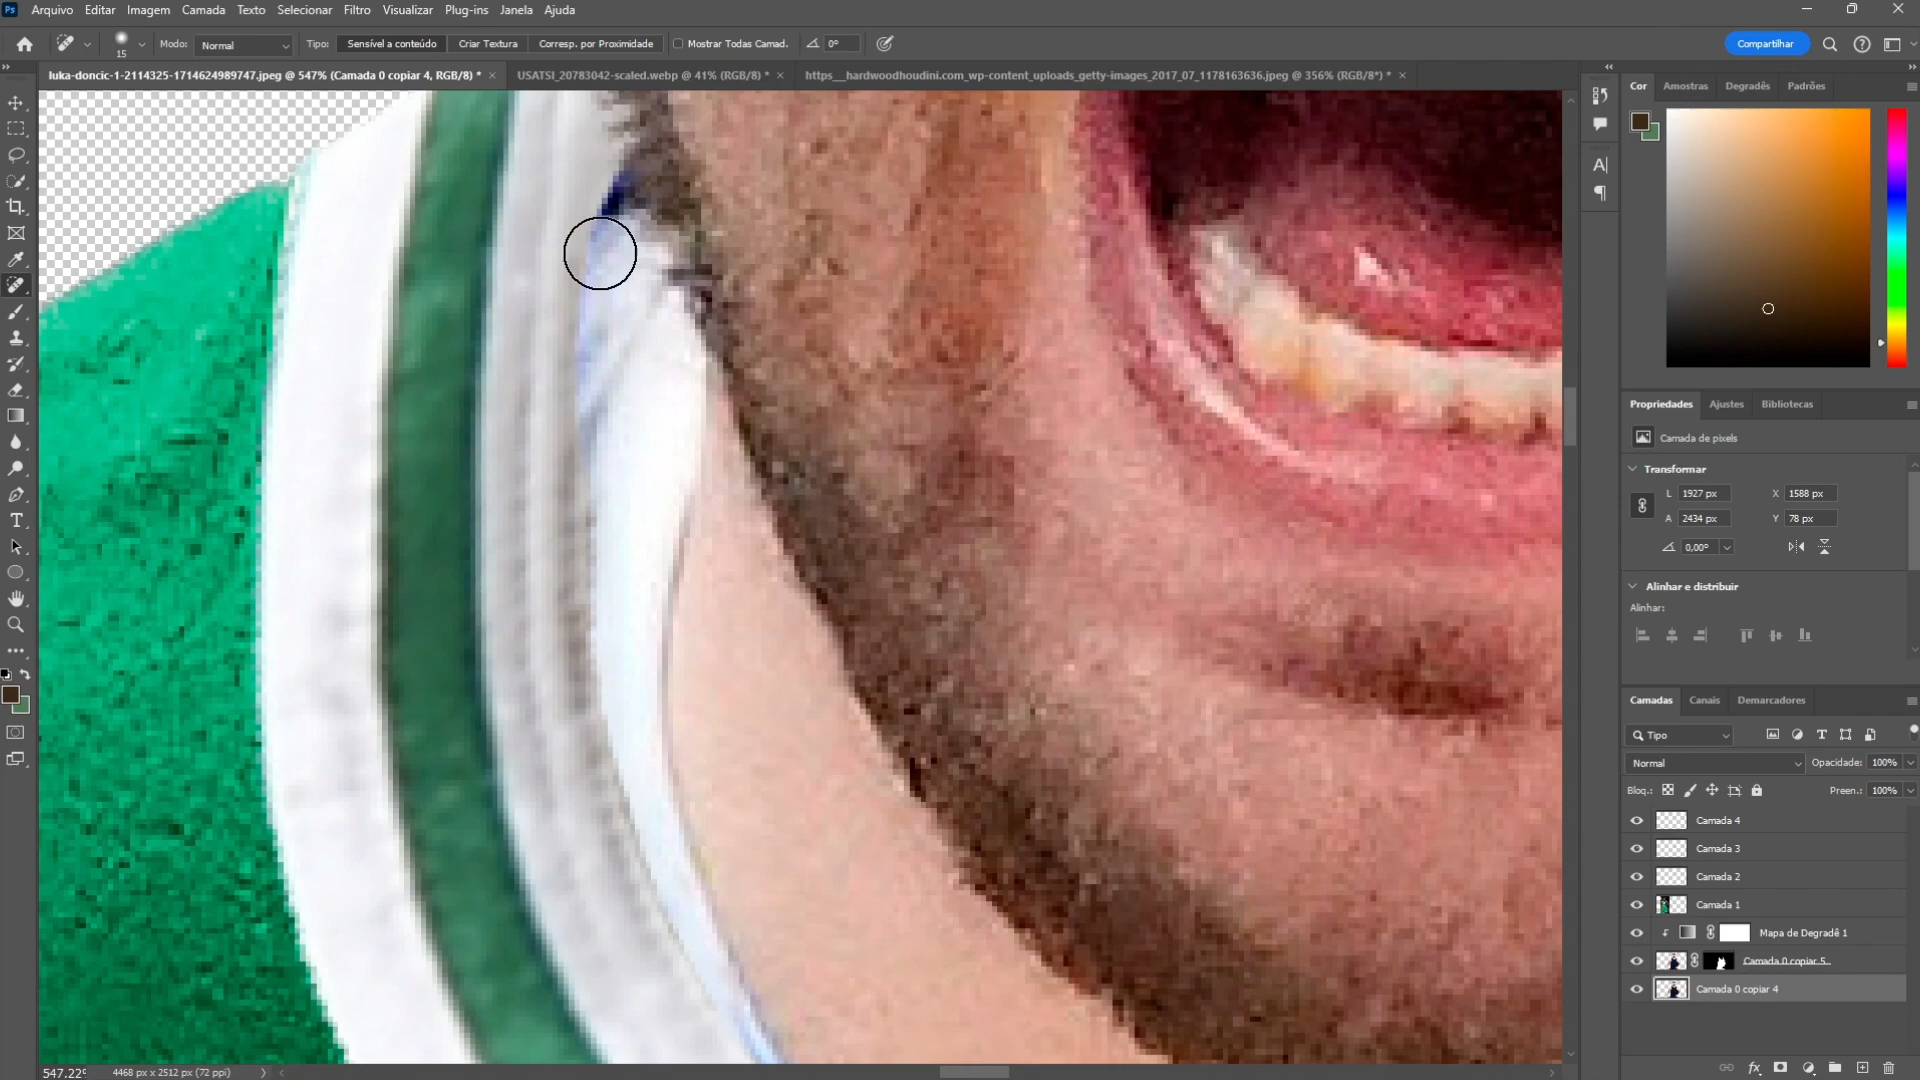 Ps Arquivo Editar Imagem Camada Texto Selecionar Filtro Visualizar Plug-ins Janela Ajuda
15 Modo: Normal Tipo: Sensível a conteúdo Criar Textura Corresp. por Proximidade Mostrar Todas Camad. 0° Compartilhar
luka-doncic-1-2114325-1714624989747.jpeg @ 547% (Camada 0 copiar 4, RGB/8) * USATSI_20783042-scaled.webp @ 41% (RGB/8) * https___hardwoodhoudini.com_wp-content_uploads_getty-images_2017_07_1178163636.jpeg @ 356% (RGB/8*) *
Cor Amostras Degradês Padrões
Propriedades Ajustes Bibliotecas
Camada de pixels
Transformar
L 1927 px X 1588 px
A 2434 px Y 78 px
0,00°
Alinhar e distribuir
Alinhar:
Camadas Canais Demarcadores
Tipo
Normal Opacidade: 100%
Bloq.: Preen.: 100%
Camada 4
Camada 3
Camada 2
Camada 1
Mapa de Degradê 1
Camada 0 copiar 5
Camada 0 copiar 4
547.22% 4468 px x 2512 px (72 ppi)